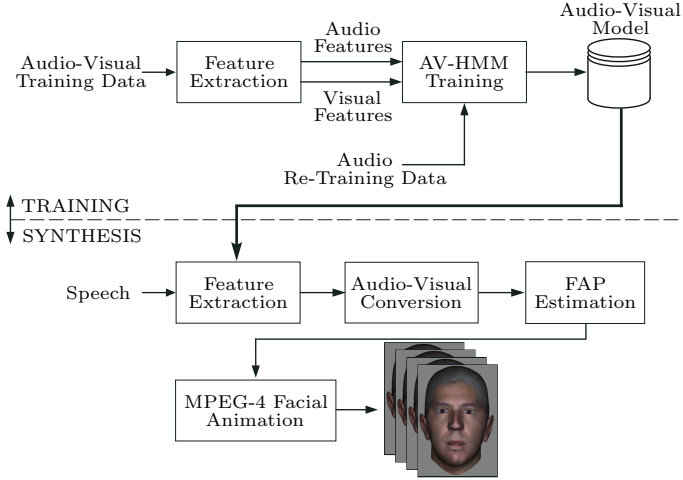 Audio-Visual
Model
Audio
Features
Audio-Visual
Training Data
Feature
Extraction
AV-HMM
Training
Visual
Features
Audio
Re-Training Data
TRAINING
SYNTHESIS
Speech
Feature
Extraction
Audio-Visual
Conversion
FAP
Estimation
MPEG-4 Facial
Animation